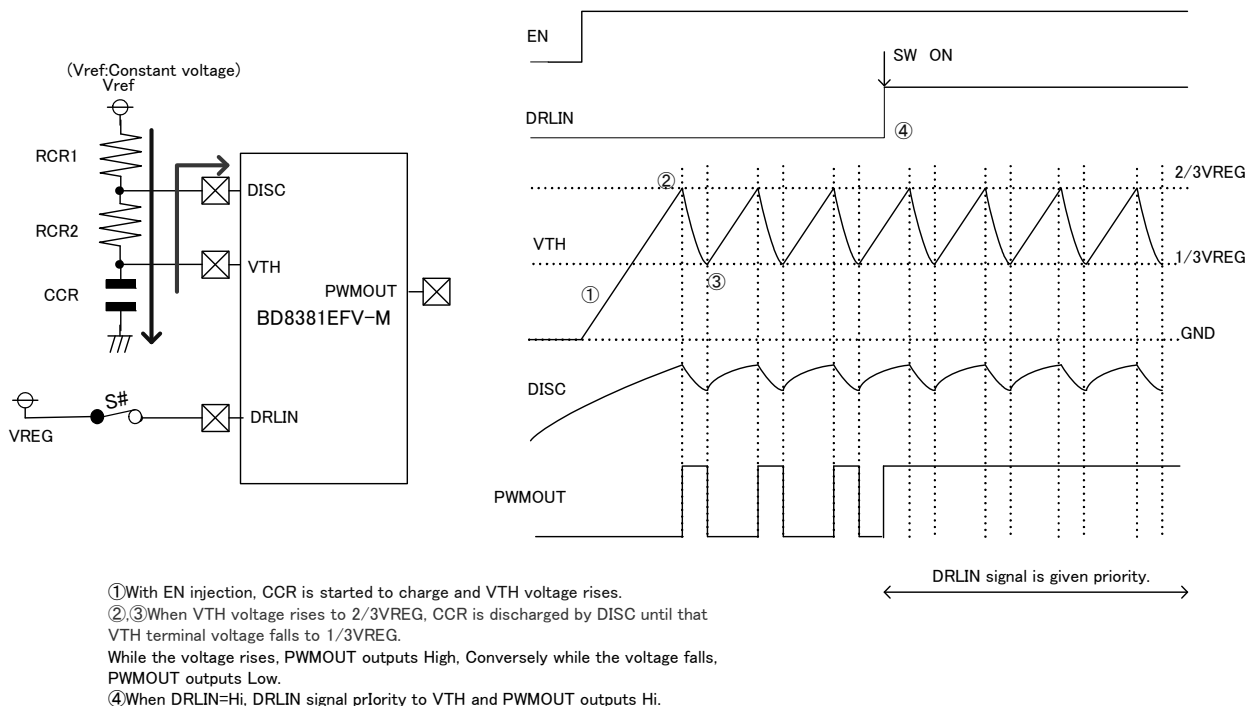 (Vref:Constant voltage)
Vref
RCR1
RCR2
CCR
DISC
VTH
PWMOUT
BD8381EFV-M
DRLIN
S#
VREG
EN
SW ON
DRLIN
④
②
2/3VREG
VTH
1/3VREG
①
③
GND
DISC
PWMOUT
DRLIN signal is given priority.
①With EN injection, CCR is started to charge and VTH voltage rises.
②,③When VTH voltage rises to 2/3VREG, CCR is discharged by DISC until that
VTH terminal voltage falls to 1/3VREG.
While the voltage rises, PWMOUT outputs High, Conversely while the voltage falls,
PWMOUT outputs Low.
④When DRLIN=Hi, DRLIN signal prIority to VTH and PWMOUT outputs Hi.